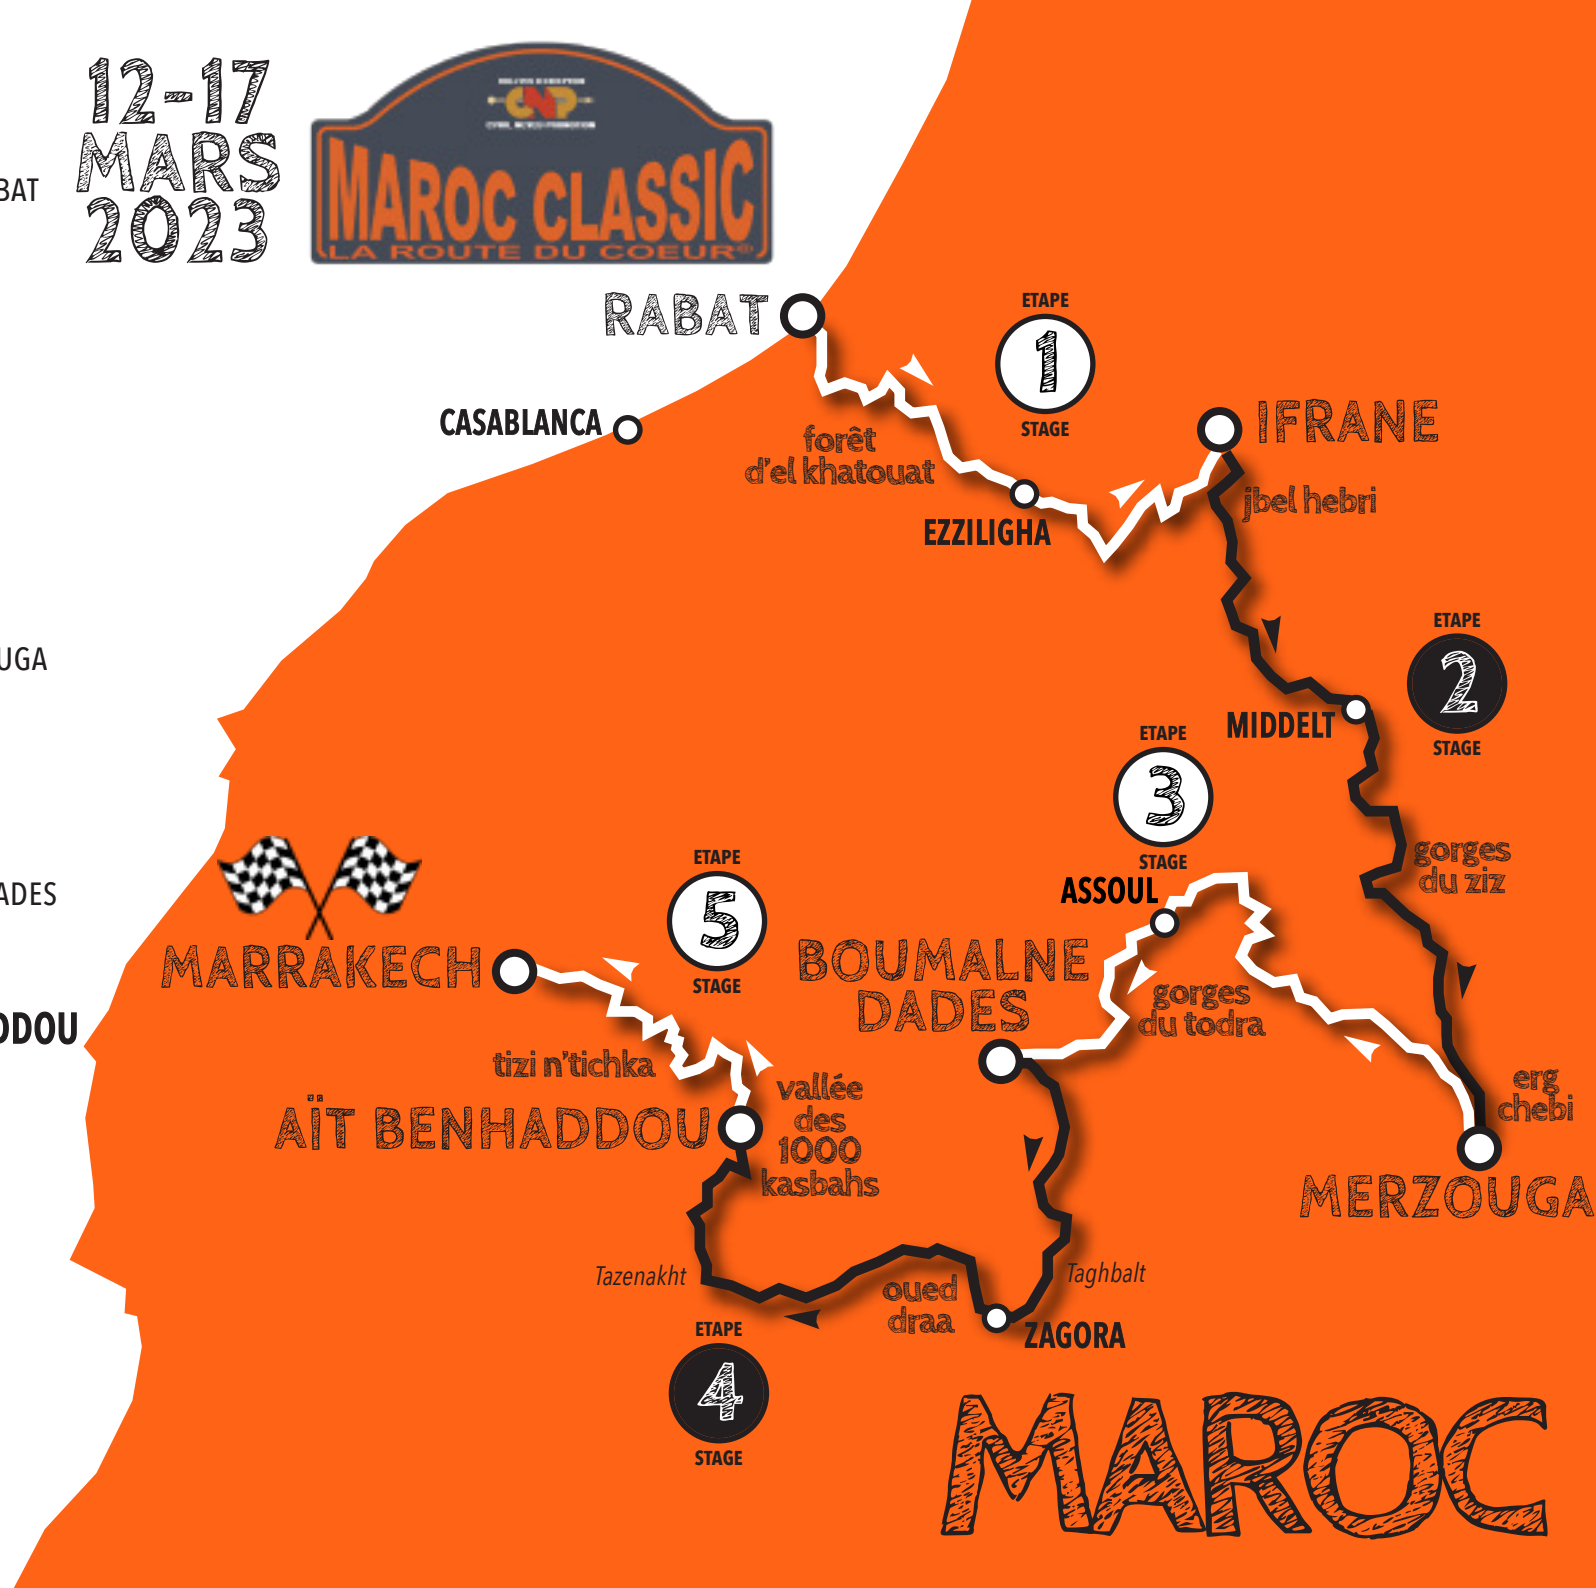 12-17
MARS
2023
CNP
MAROC CLASSIC
LA ROUTE DU COEUR®
BAT
RABAT
ETAPE
1
STAGE
CASABLANCA
IFRANE
forêt
d'el khatouat
jbel hebri
EZZILIGHA
UGA
ETAPE
2
STAGE
MIDDELT
ETAPE
3
STAGE
gorges
du ziz
ADES
ASSOUL
ETAPE
5
STAGE
BOUMALNE
DADES
MARRAKECH
gorges
du todra
DDOU
tizi n'tichka
erg
chebi
vallée
des
1000
kasbahs
AÏT BENHADDOU
MERZOUGA
Tazenakht
Taghbalt
oued
draa
ZAGORA
ETAPE
4
STAGE
MAROC